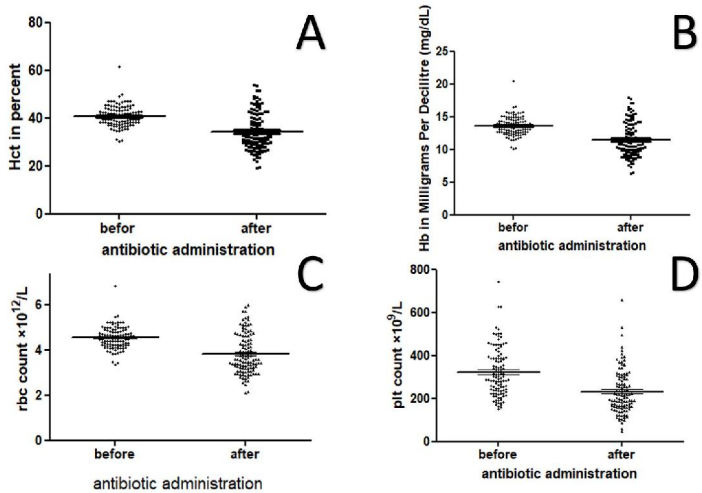 A
Hct in percent
80
60
40
20
0
befor after
antibiotic administration
B
Hb in Milligrams Per Decilitre (mg/dL)
25
20
15
10
5
0
befor after
antibiotic administration
C
rbc count ×10¹²/L
6
4
2
0
before after
antibiotic administration
D
plt count ×10⁹/L
800
600
400
200
0
before after
antibiotic administration